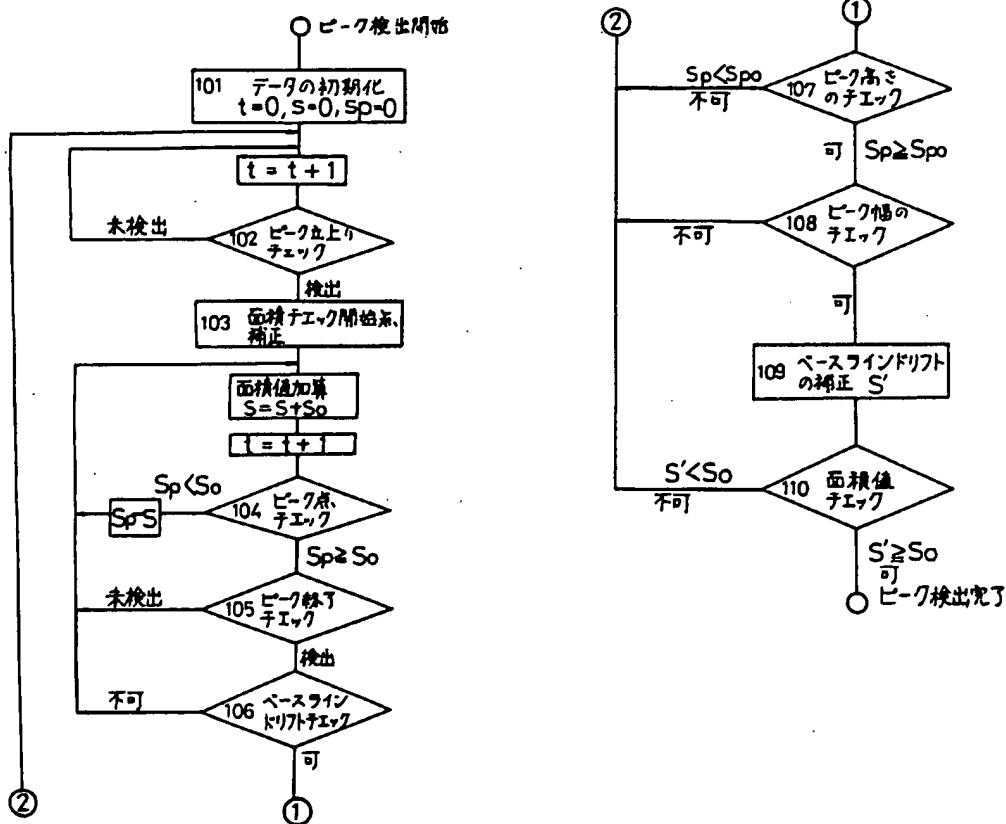 ピーク検出開始
101 データの初期化
t=0, S=0, Sp=0
t = t + 1
未検出
102 ピーク立上り
チェック
検出
103 面積チェック開始点、
補正
面積値加算
S=S+So
t = t + 1
Sp<So
Sp-S
104 ピーク点、
チェック
Sp≧So
未検出
105 ピーク終了
チェック
検出
不可
106 ベースライン
ドリフトチェック
可
②
①
②
①
Sp<Spo
不可
107 ピーク高さ
のチェック
可 Sp≧Spo
不可
108 ピーク幅の
チェック
可
109 ベースラインドリフト
の補正 S'
S'<So
不可
110 面積値
チェック
S'≧So
可
ピーク検出完了